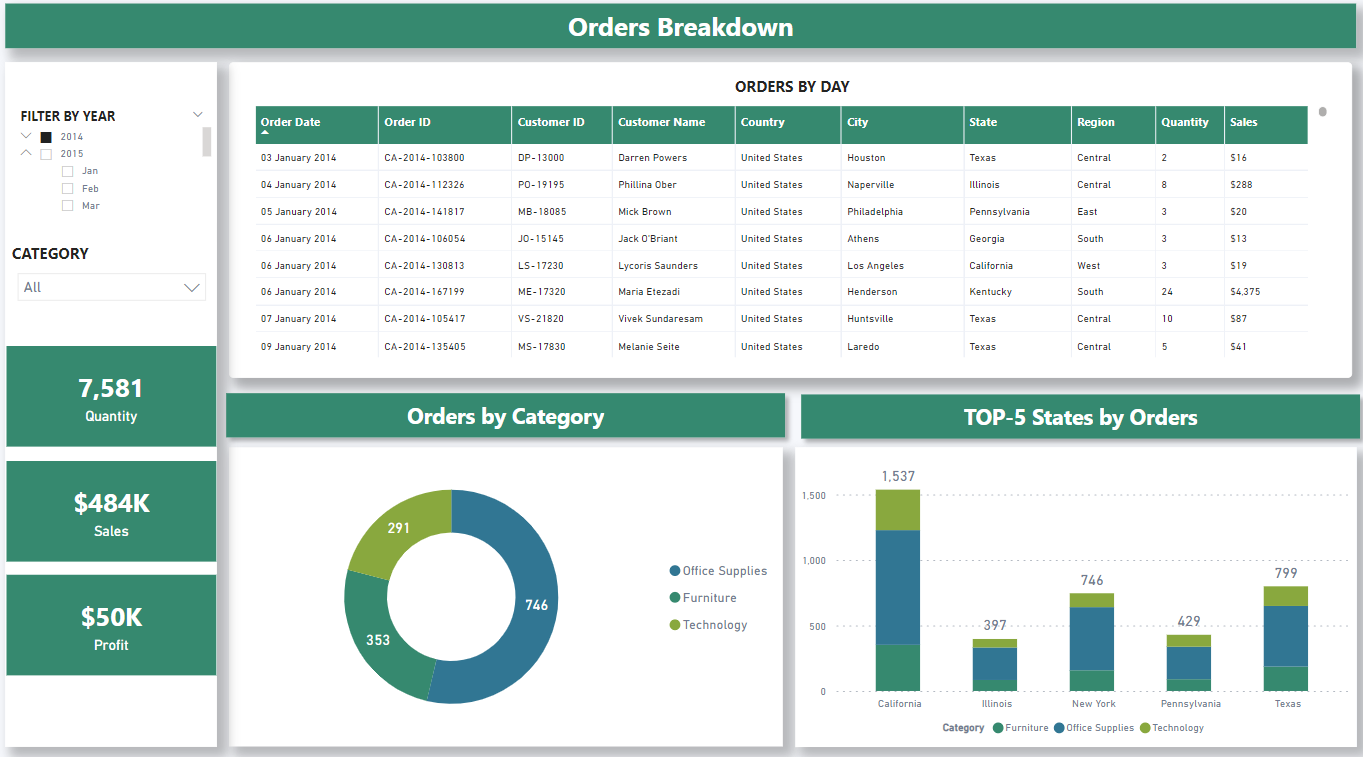 Orders Breakdown
FILTER BY YEAR
2014
2015
Jan
Feb
Mar
CATEGORY
All
7,581
Quantity
$484K
Sales
$50K
Profit
ORDERS BY DAY
Order Date Order ID Customer ID Customer Name Country City State Region Quantity Sales
03 January 2014 CA-2014-103800 DP-13000 Darren Powers United States Houston Texas Central 2 $16
04 January 2014 CA-2014-112326 PO-19195 Phillina Ober United States Naperville Illinois Central 8 $288
05 January 2014 CA-2014-141817 MB-18085 Mick Brown United States Philadelphia Pennsylvania East 3 $20
06 January 2014 CA-2014-106054 JO-15145 Jack O'Briant United States Athens Georgia South 3 $13
06 January 2014 CA-2014-130813 LS-17230 Lycoris Saunders United States Los Angeles California West 3 $19
06 January 2014 CA-2014-167199 ME-17320 Maria Etezadi United States Henderson Kentucky South 24 $4,375
07 January 2014 CA-2014-105417 VS-21820 Vivek Sundaresam United States Huntsville Texas Central 10 $87
09 January 2014 CA-2014-135405 MS-17830 Melanie Seite United States Laredo Texas Central 5 $41
Orders by Category
291
746
353
Office Supplies
Furniture
Technology
TOP-5 States by Orders
1,537
1,500
1,000
799
746
500
429
397
0
California Illinois New York Pennsylvania Texas
Category Furniture Office Supplies Technology